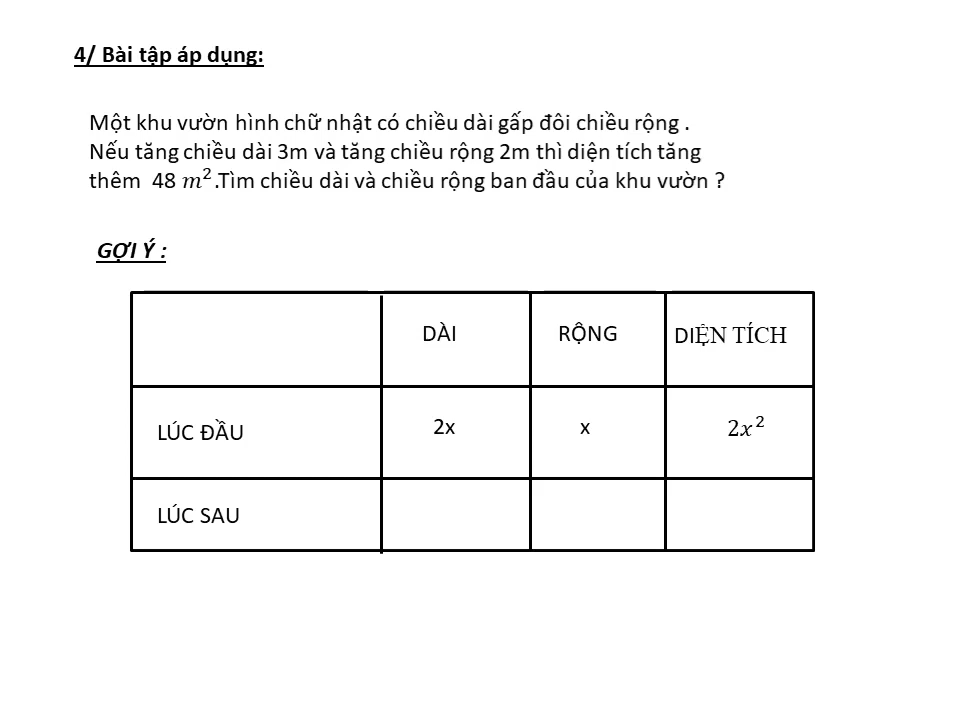 4/ Bài tập áp dụng:
Một khu vườn hình chữ nhật có chiều dài gấp đôi chiều rộng .
Nếu tăng chiều dài 3m và tăng chiều rộng 2m thì diện tích tăng
thêm 48 𝑚².Tìm chiều dài và chiều rộng ban đầu của khu vườn ?
GỢI Ý :
DÀI RỘNG DIỆN TÍCH
LÚC ĐẦU 2x x 2𝑥²
LÚC SAU